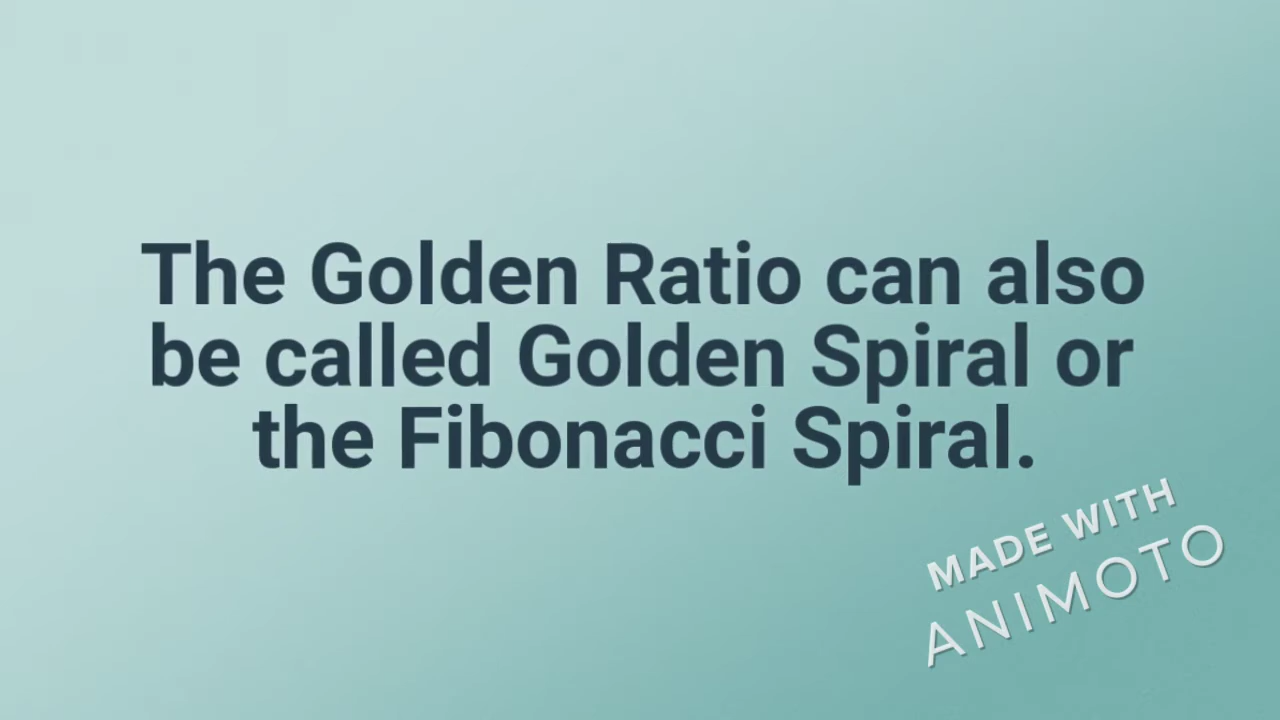 The Golden Ratio can also
be called Golden Spiral or
the Fibonacci Spiral.
MADE WITH
ANIMOTO